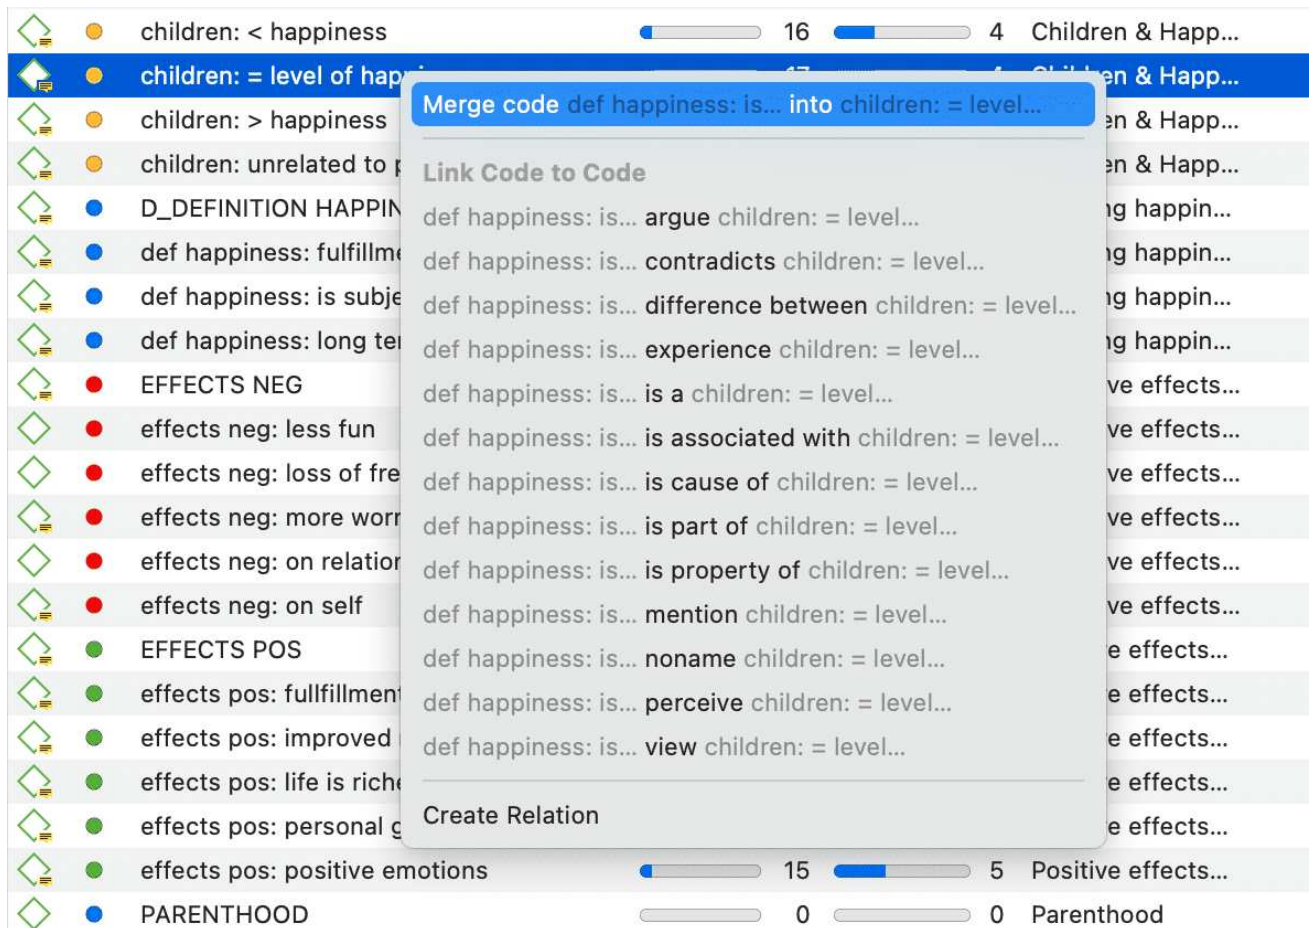 children: < happiness 16 4 Children & Happ...
children: = level of happi
Merge code def happiness: is... into children: = level...
children: > happiness en & Happ...
children: unrelated to p en & Happ...
Link Code to Code
D_DEFINITION HAPPIN ng happin...
def happiness: is... argue children: = level...
def happiness: fulfillme ng happin...
def happiness: is... contradicts children: = level...
def happiness: is subje ng happin...
def happiness: is... difference between children: = level...
def happiness: long ter ng happin...
def happiness: is... experience children: = level...
EFFECTS NEG ve effects...
def happiness: is... is a children: = level...
effects neg: less fun ve effects...
def happiness: is... is associated with children: = level...
effects neg: loss of fre ve effects...
def happiness: is... is cause of children: = level...
effects neg: more worr ve effects...
def happiness: is... is part of children: = level...
effects neg: on relation ve effects...
def happiness: is... is property of children: = level...
effects neg: on self ve effects...
def happiness: is... mention children: = level...
EFFECTS POS e effects...
def happiness: is... noname children: = level...
effects pos: fullfillment e effects...
def happiness: is... perceive children: = level...
effects pos: improved e effects...
def happiness: is... view children: = level...
effects pos: life is riche e effects...
Create Relation
effects pos: personal g e effects...
effects pos: positive emotions 15 5 Positive effects...
PARENTHOOD 0 0 Parenthood